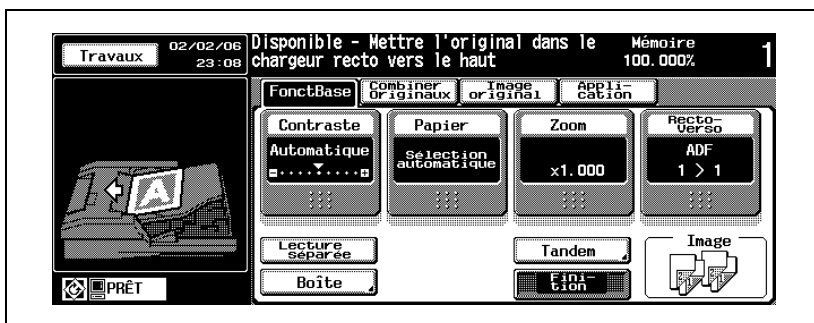 Travaux
02/02/06
23:08
Disponible - Mettre l'original dans le
chargeur recto vers le haut
Mémoire
100.000%
1
FonctBase
Combiner
Originaux
Image
original
Appli-
cation
Contraste
Papier
Zoom
Recto-
Verso
Automatique
Sélection
automatique
x1.000
ADF
1 > 1
A
Lecture
séparée
Tandem
Image
Boîte
Fini-
tion
PRÊT